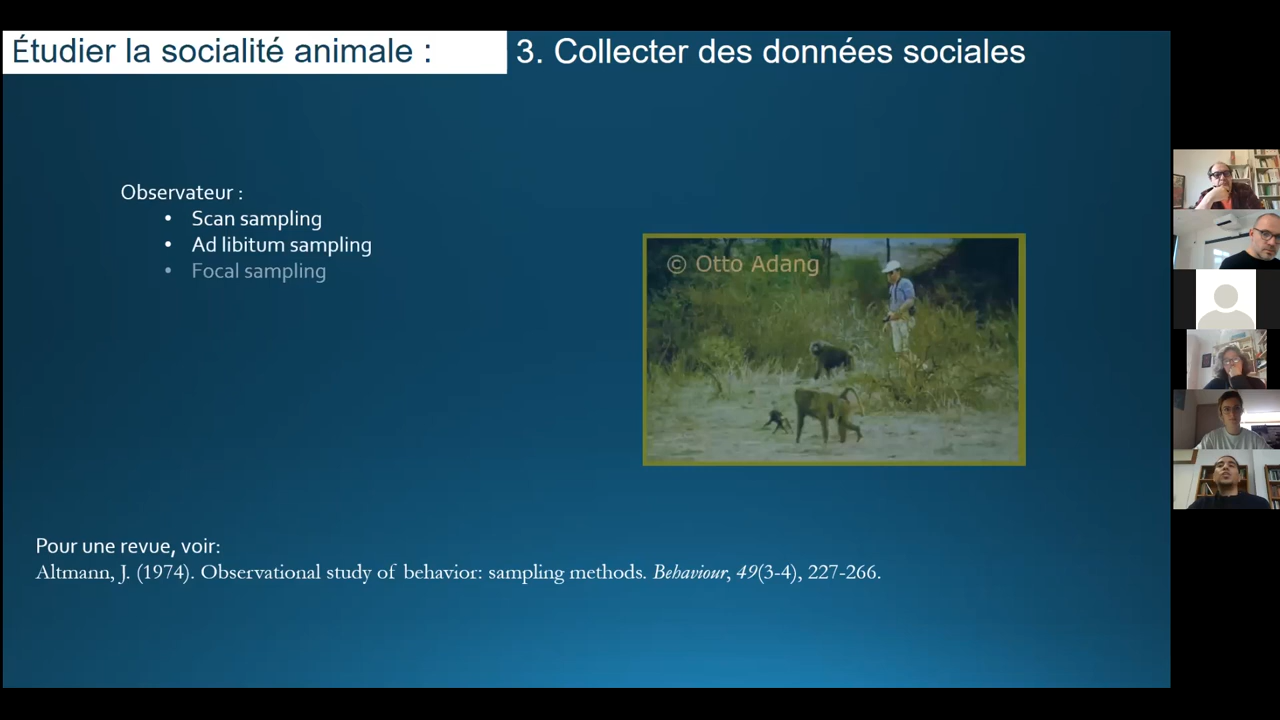 Étudier la socialité animale :
3. Collecter des données sociales
Observateur :
• Scan sampling
• Ad libitum sampling
• Focal sampling
© Otto Adang
Pour une revue, voir:
Altmann, J. (1974). Observational study of behavior: sampling methods. Behaviour, 49(3-4), 227-266.